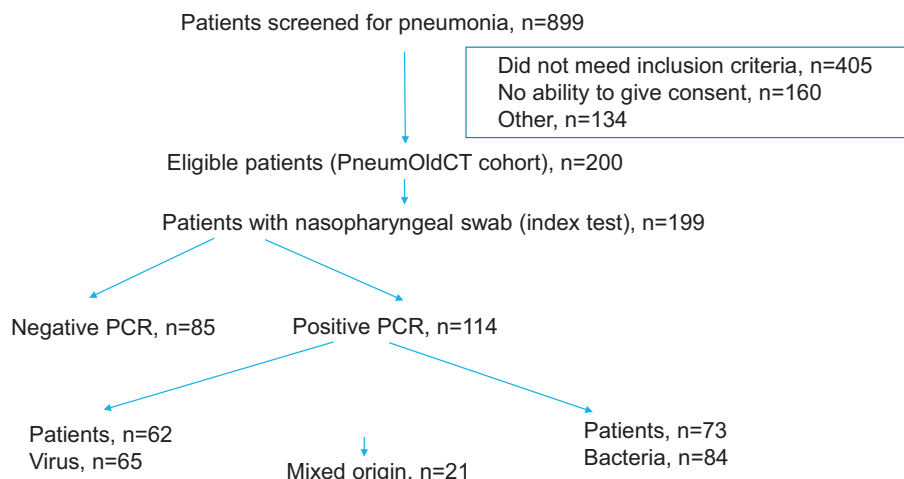 Patients screened for pneumonia, n=899
Did not meed inclusion criteria, n=405
No ability to give consent, n=160
Other, n=134
Eligible patients (PneumOldCT cohort), n=200
Patients with nasopharyngeal swab (index test), n=199
Negative PCR, n=85
Positive PCR, n=114
Patients, n=62
Virus, n=65
Mixed origin, n=21
Patients, n=73
Bacteria, n=84